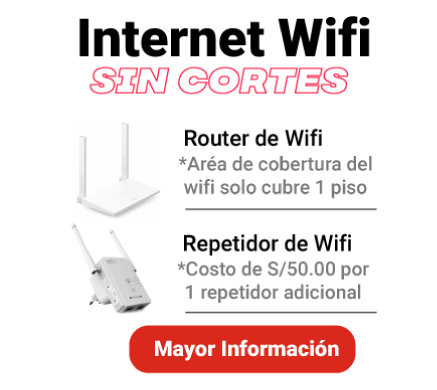 Internet Wifi
SIN CORTES
Router de Wifi
*Aréa de cobertura del
wifi solo cubre 1 piso
Repetidor de Wifi
*Costo de S/50.00 por
1 repetidor adicional
Mayor Información